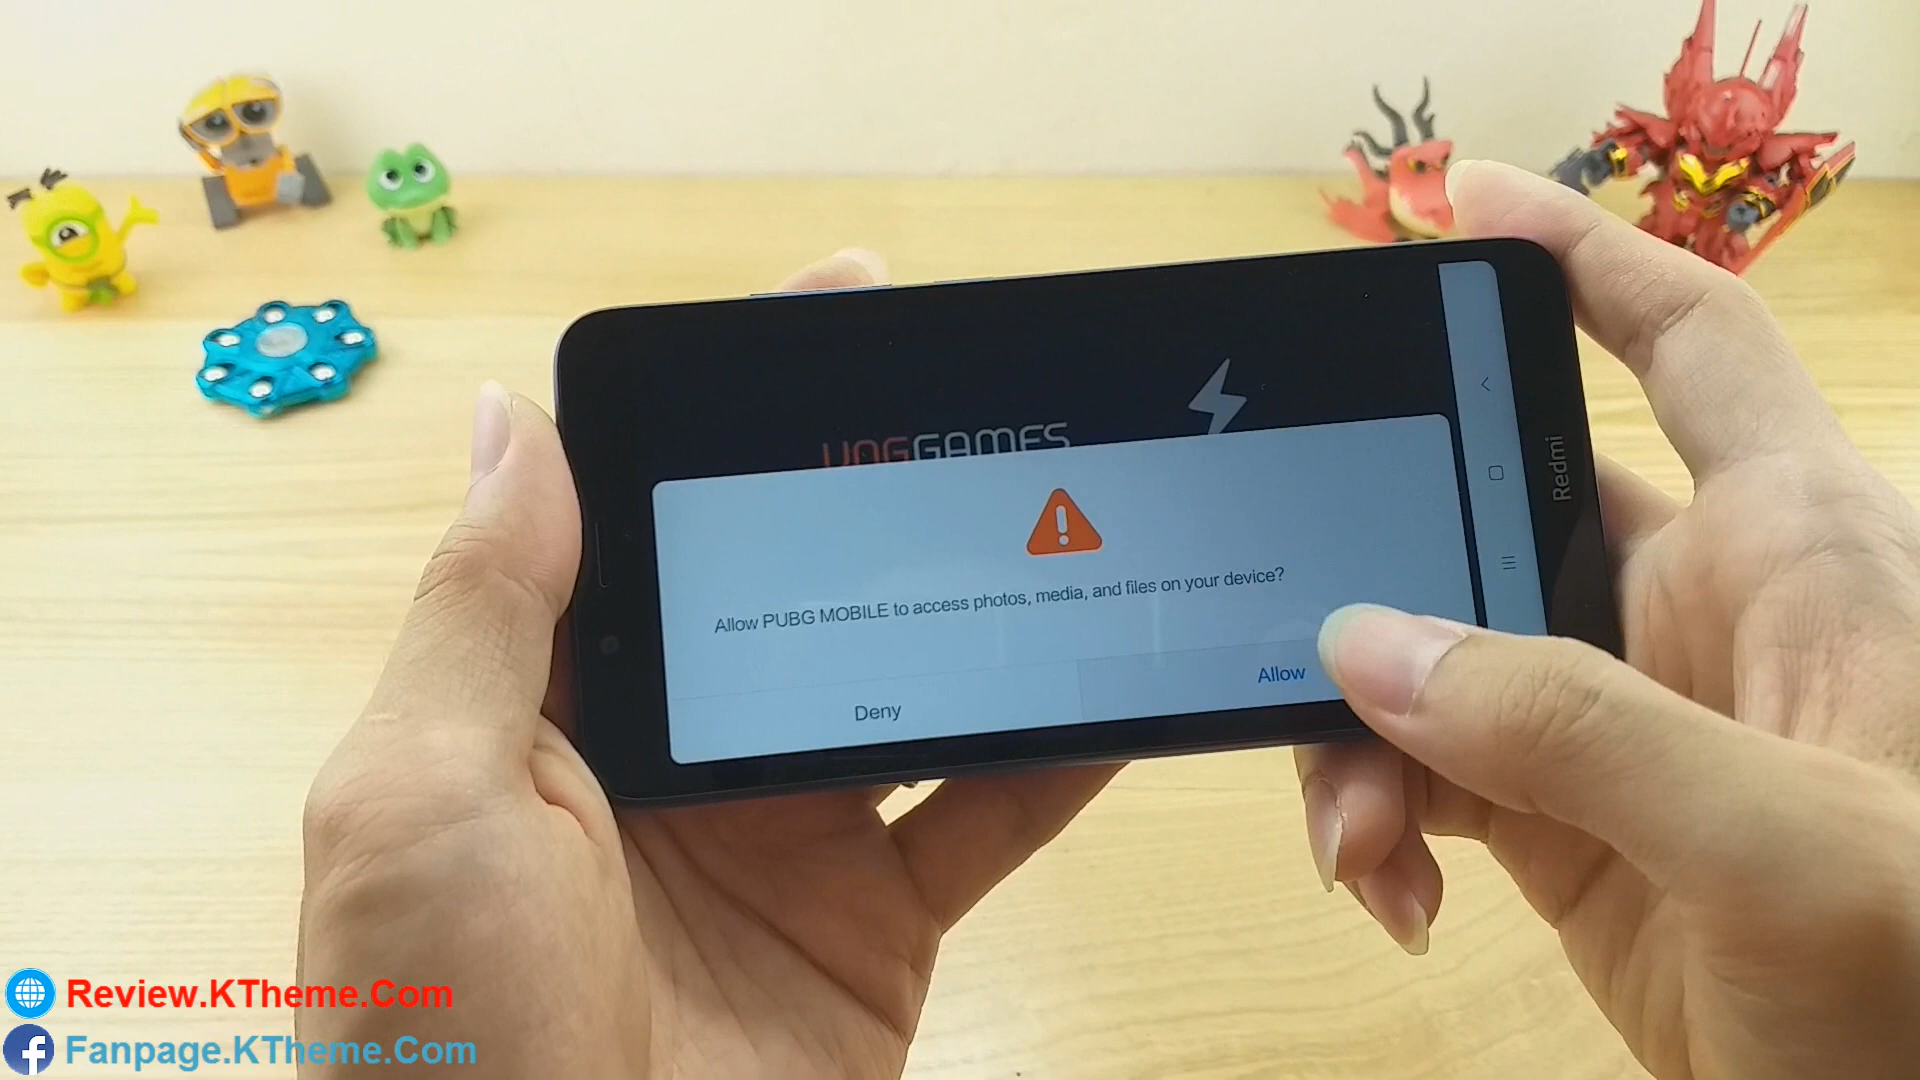 VNGGAMES
Allow PUBG MOBILE to access photos, media, and files on your device?
Deny
Allow
Redmi
Review.KTheme.Com
Fanpage.KTheme.Com